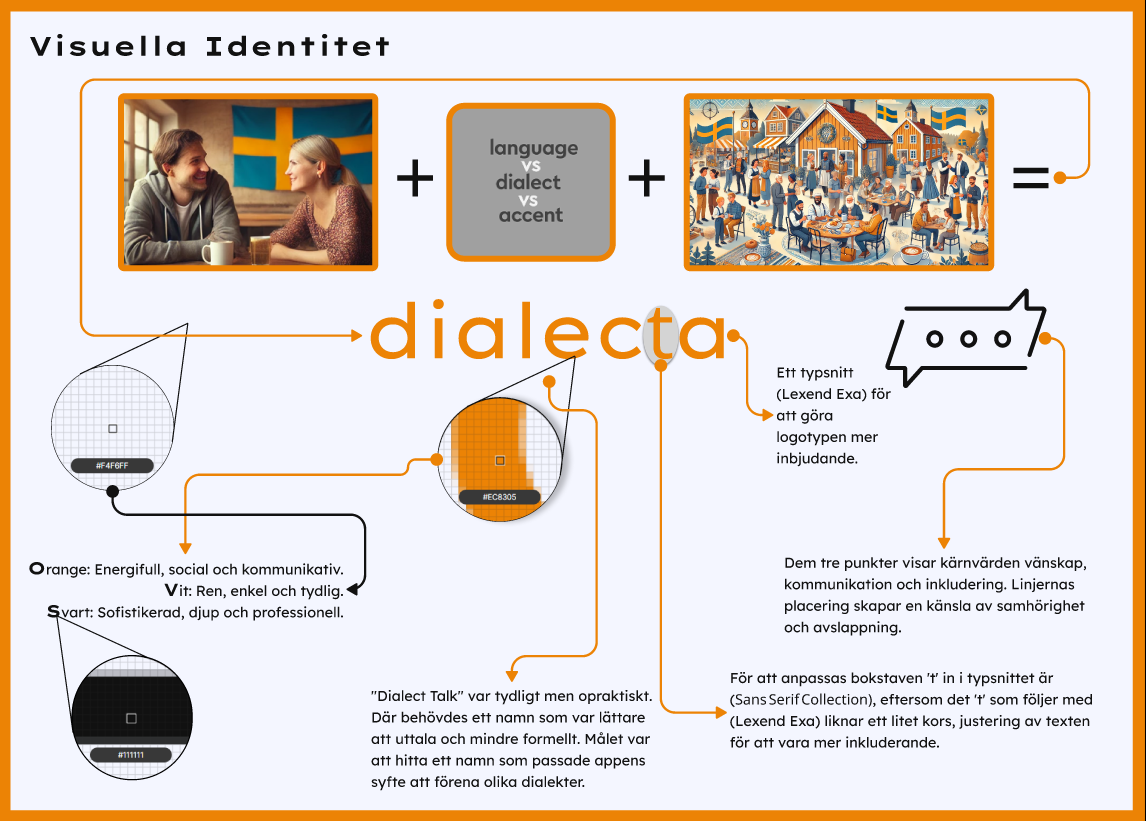 Visuella Identitet
language
vs
dialect
vs
accent
+
+
=
dialecta
Ett typsnitt
(Lexend Exa) för
att göra
logotypen mer
inbjudande.
#F4F6FF
#EC8305
Orange: Energifull, social och kommunikativ.
Vit: Ren, enkel och tydlig.
Svart: Sofistikerad, djup och professionell.
#111111
Dem tre punkter visar kärnvärden vänskap,
kommunikation och inkludering. Linjernas
placering skapar en känsla av samhörighet
och avslappning.
"Dialect Talk" var tydligt men opraktiskt.
Där behövdes ett namn som var lättare
att uttala och mindre formellt. Målet var
att hitta ett namn som passade appens
syfte att förena olika dialekter.
För att anpassas bokstaven 't' in i typsnittet är
(Sans Serif Collection), eftersom det 't' som följer med
(Lexend Exa) liknar ett litet kors, justering av texten
för att vara mer inkluderande.